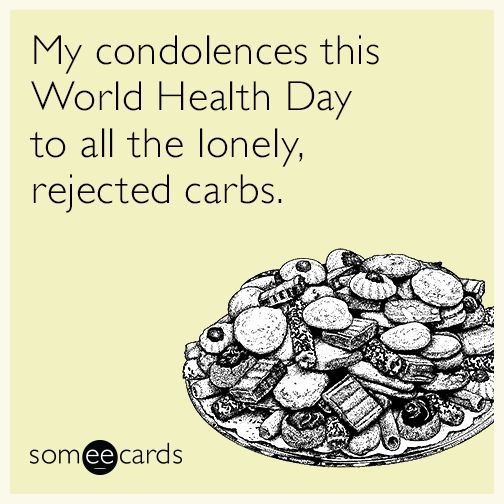 My condolences this
World Health Day
to all the lonely,
rejected carbs.
someecards